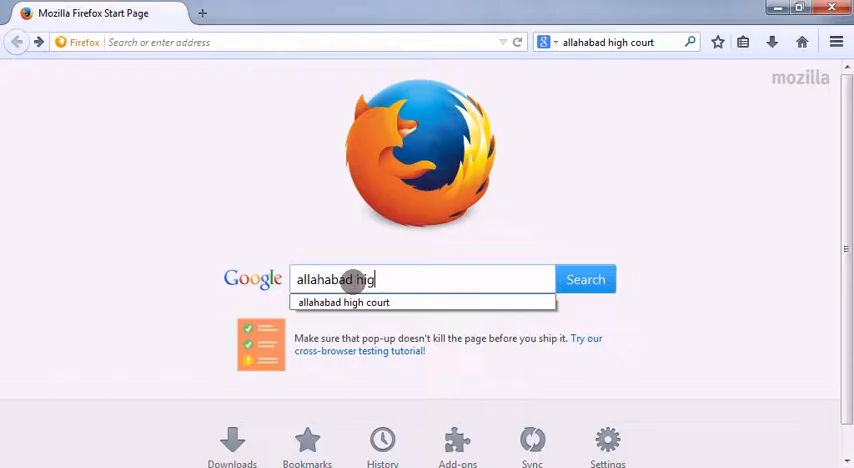 Mozilla Firefox Start Page
Firefox Search or enter address
allahabad high court
mozilla
Google allahabad hig Search
allahabad high court
Make sure that pop-up doesn't kill the page before you ship it. Try our
cross-browser testing tutorial!
Downloads Bookmarks History Add-ons Sync Settings